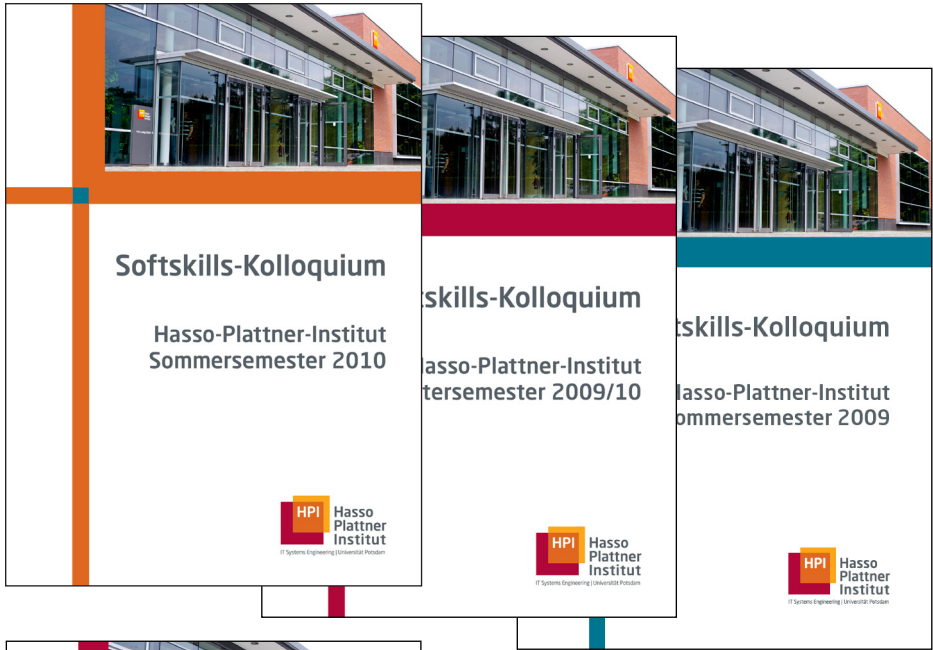 Softskills-Kolloquium
Hasso-Plattner-Institut
Sommersemester 2010
HPI
Hasso
Plattner
Institut
IT Systems Engineering | Universität Potsdam
tskills-Kolloquium
lasso-Plattner-Institut
tersemester 2009/10
HPI
Hasso
Plattner
Institut
IT Systems Engineering | Universität Potsdam
tskills-Kolloquium
lasso-Plattner-Institut
ommersemester 2009
HPI
Hasso
Plattner
Institut
IT Systems Engineering | Universität Potsdam